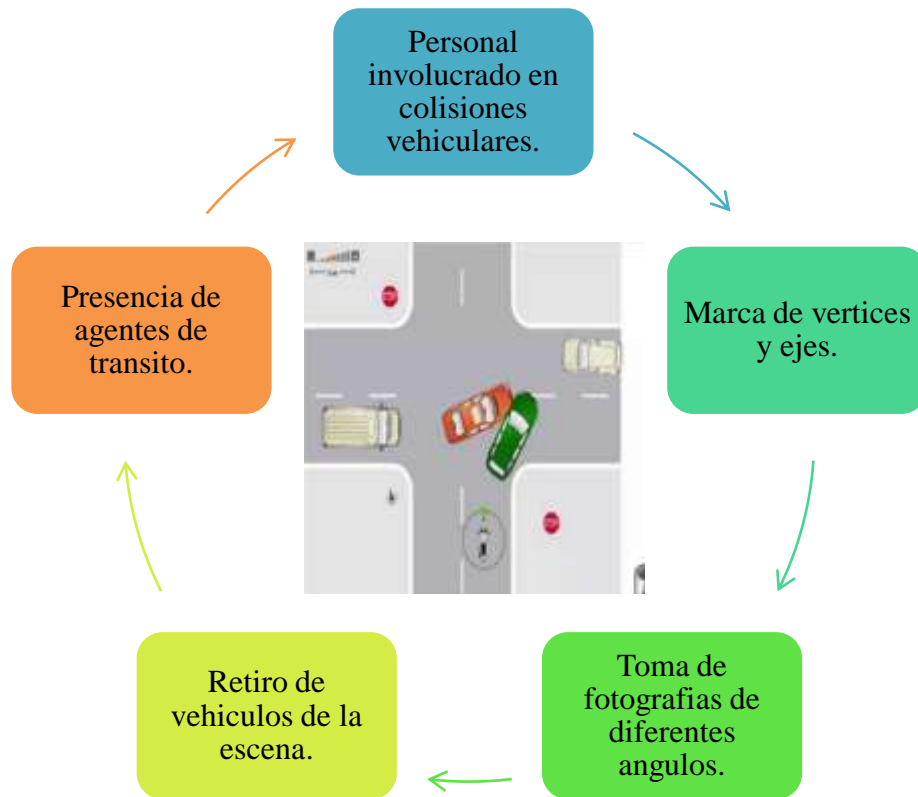 Personal
involucrado en
colisiones
vehiculares.
Marca de vertices
y ejes.
Toma de
fotografias de
diferentes
angulos.
Retiro de
vehiculos de la
escena.
Presencia de
agentes de
transito.